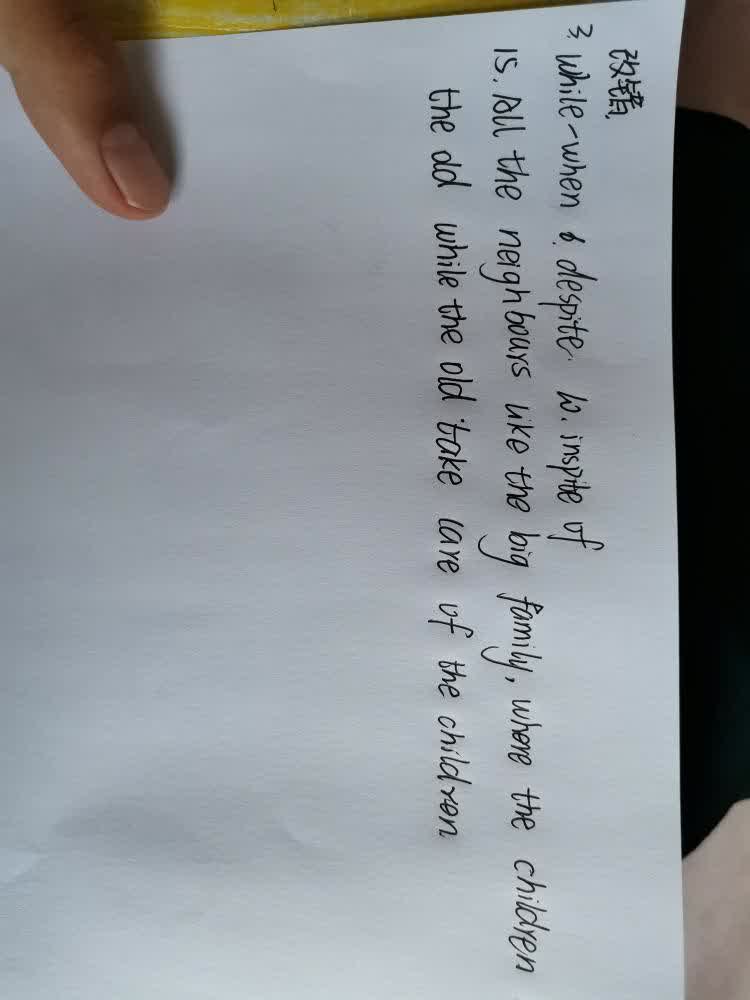 改错.
3. while-when 6. despite. 10. inspite of
15. All the neighbours like the big family, where the children
the dd while the old take care of the children